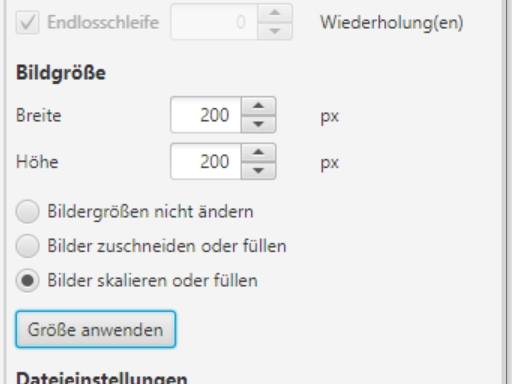 Endlosschleife 0 Wiederholung(en)
Bildgröße
Breite 200 px
Höhe 200 px
Bildergrößen nicht ändern
Bilder zuschneiden oder füllen
Bilder skalieren oder füllen
Größe anwenden
Dateieinstellungen